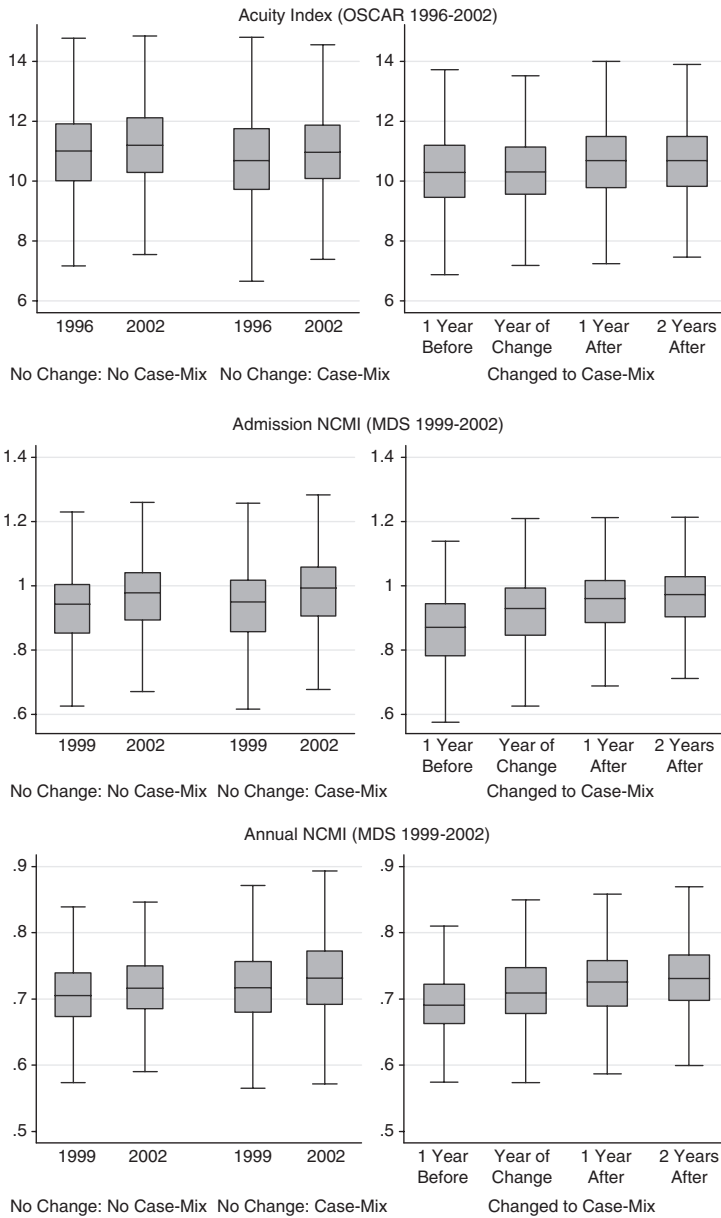 Acuity Index (OSCAR 1996-2002)
14
12
10
8
6
1996 2002 1996 2002
No Change: No Case-Mix No Change: Case-Mix
14
12
10
8
6
1 Year Year of 1 Year 2 Years
Before Change After After
Changed to Case-Mix
Admission NCMI (MDS 1999-2002)
1.4
1.2
1
.8
.6
1999 2002 1999 2002
No Change: No Case-Mix No Change: Case-Mix
1.4
1.2
1
.8
.6
1 Year Year of 1 Year 2 Years
Before Change After After
Changed to Case-Mix
Annual NCMI (MDS 1999-2002)
.9
.8
.7
.6
.5
1999 2002 1999 2002
No Change: No Case-Mix No Change: Case-Mix
.9
.8
.7
.6
.5
1 Year Year of 1 Year 2 Years
Before Change After After
Changed to Case-Mix